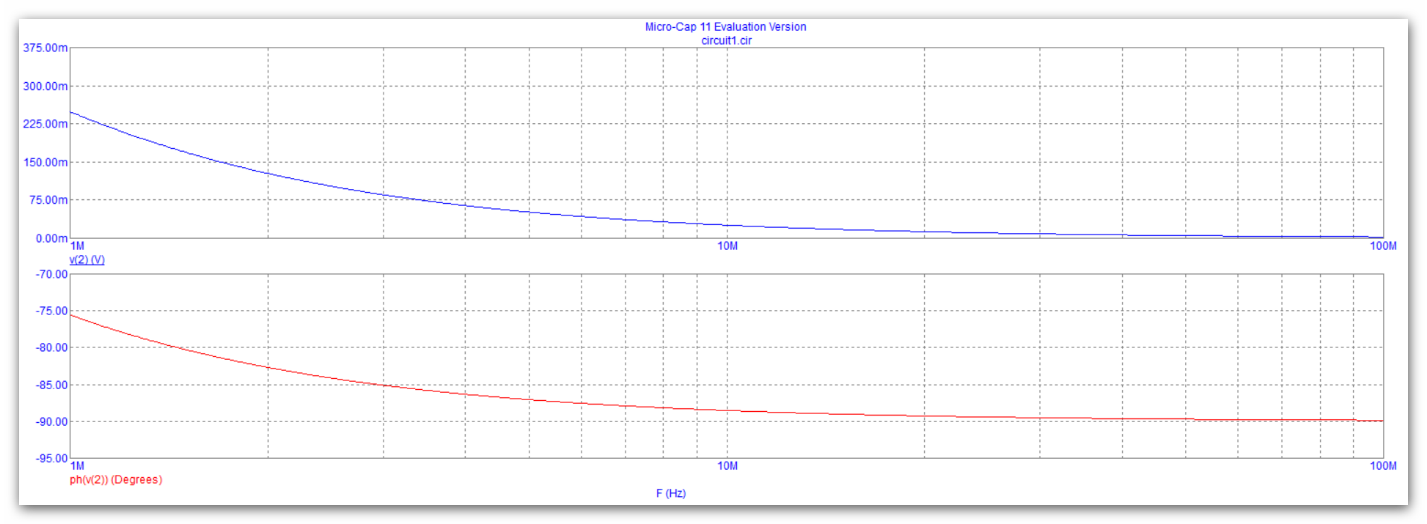 Micro-Cap 11 Evaluation Version
circuit1.cir
375.00m
300.00m
225.00m
150.00m
75.00m
0.00m
1M 10M 100M
v(2) (V)
-70.00
-75.00
-80.00
-85.00
-90.00
-95.00
1M 10M 100M
ph(v(2)) (Degrees)
F (Hz)